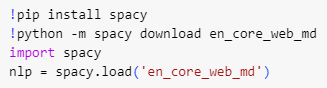 !pip install spacy
!python -m spacy download en_core_web_md
import spacy
nlp = spacy.load('en_core_web_md')